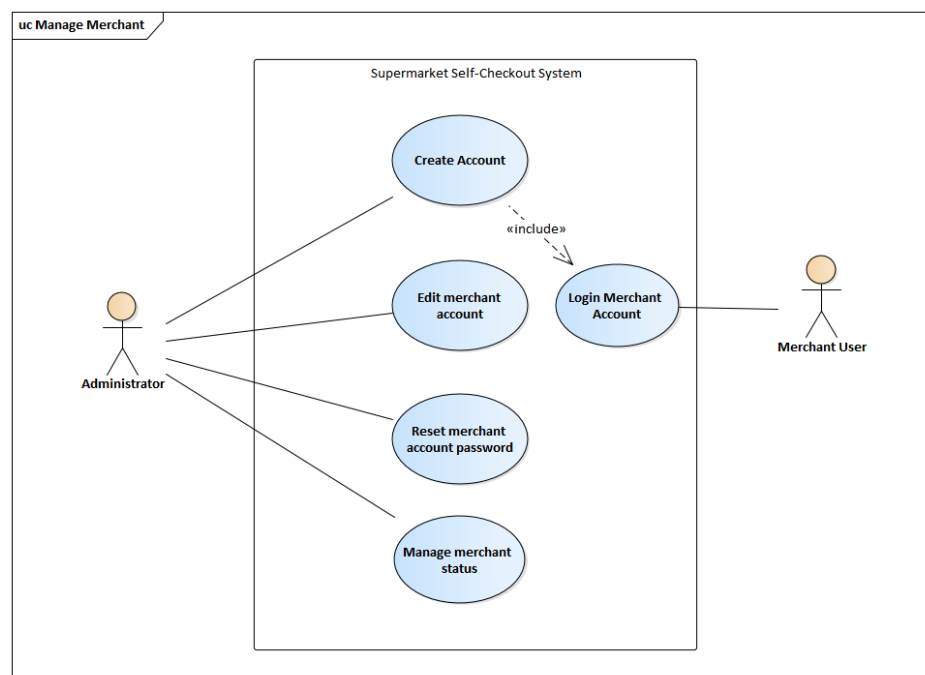 uc Manage Merchant
Supermarket Self-Checkout System
Create Account
«include»
Edit merchant
account
Login Merchant
Account
Merchant User
Administrator
Reset merchant
account password
Manage merchant
status